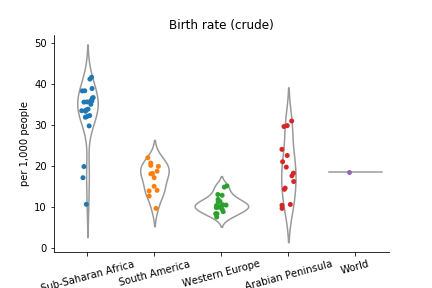 Birth rate (crude)
per 1,000 people
50
40
30
20
10
0
Sub-Saharan Africa
South America
Western Europe
Arabian Peninsula
World